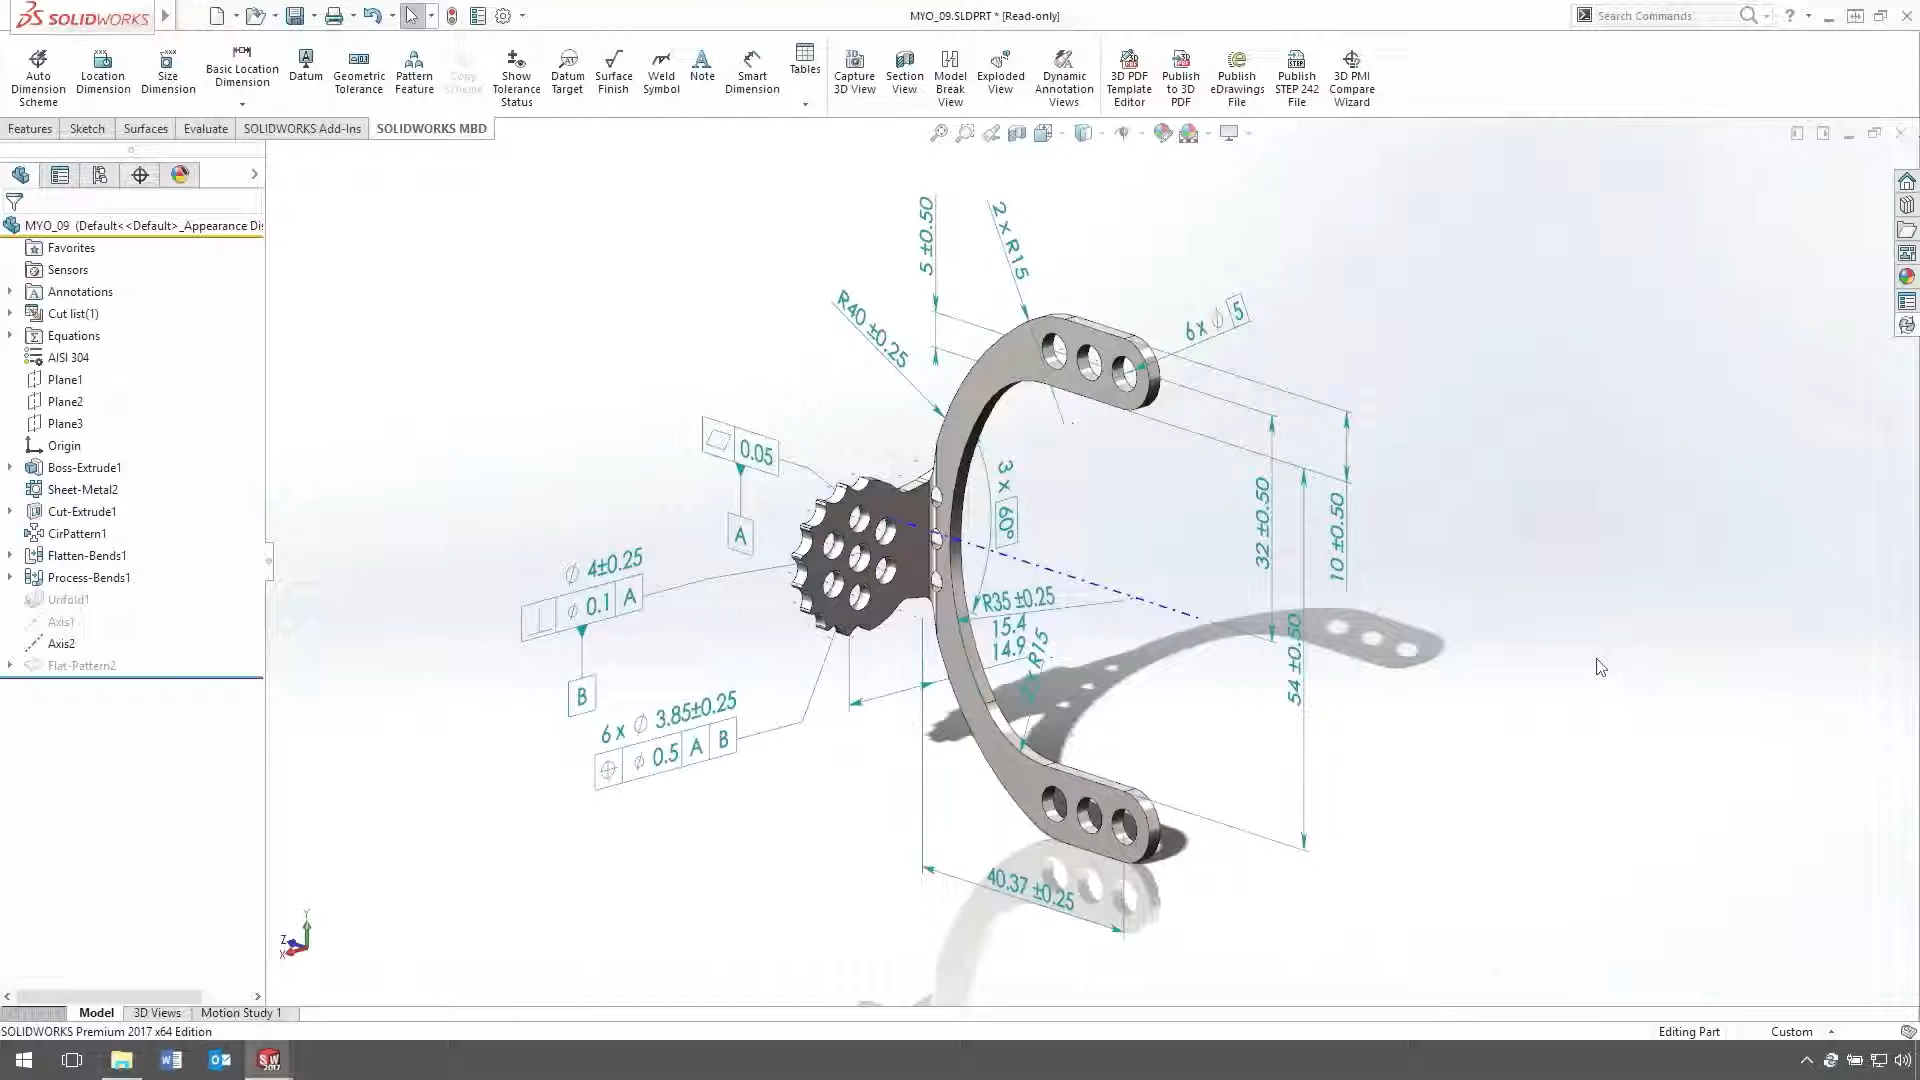 SOLIDWORKS
MYO_09.SLDPRT * [Read-only]
Search Commands
Auto Dimension Scheme
Location Dimension
Size Dimension
Basic Location Dimension
Datum
Geometric Tolerance
Pattern Feature
Copy Scheme
Show Tolerance Status
Datum Target
Surface Finish
Weld Symbol
Note
Smart Dimension
Tables
Capture 3D View
Section View
Model Break View
Exploded View
Dynamic Annotation Views
3D PDF Template Editor
Publish to 3D PDF
Publish eDrawings File
Publish STEP 242 File
3D PMI Compare Wizard
Features
Sketch
Surfaces
Evaluate
SOLIDWORKS Add-Ins
SOLIDWORKS MBD
MYO_09 (Default<<Default>_Appearance Di
Favorites
Sensors
Annotations
Cut list(1)
Equations
AISI 304
Plane1
Plane2
Plane3
Origin
Boss-Extrude1
Sheet-Metal2
Cut-Extrude1
CirPattern1
Flatten-Bends1
Process-Bends1
Unfold1
Axis1
Axis2
Flat-Pattern2
5 ±0.50
2 x R15
R40 ±0.25
6x ∅ 5
0.05
A
3 x 60°
∅ 4±0.25
⊥ ∅ 0.1 A
B
6 x ∅ 3.85±0.25
⌖ ∅ 0.5 A B
R35 ±0.25
15.4
14.9
2 x R15
32 ±0.50
10 ±0.50
54 ±0.50
40.37 ±0.25
Y
Z
X
Model
3D Views
Motion Study 1
SOLIDWORKS Premium 2017 x64 Edition
Editing Part
Custom
SW
2017